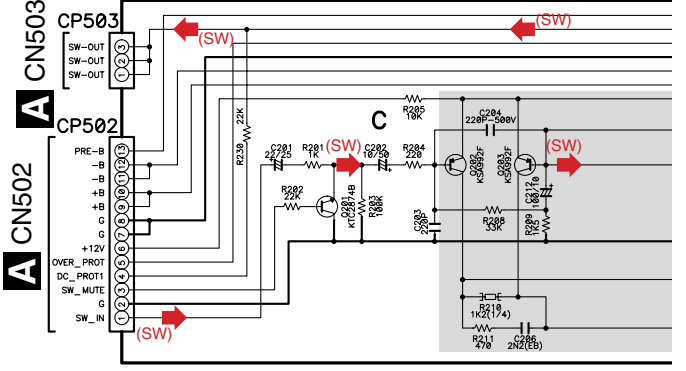 CP503
CN503
A
SW-OUT 3
SW-OUT 2
SW-OUT 1
(SW)
(SW)
CP502
CN502
A
PRE-B 13
-B 12
-B 11
+B 10
+B 9
G 8
G 7
+12V 6
OVER_PROT 5
DC_PROT1 4
SW_MUTE 3
G 2
SW_IN 1
(SW)
R230 22K
C201
22/25
R201
1K
(SW)
C202
10/50
R204
220
R202
22K
Q201
KTC2874B
R203
100K
C
R205
10K
C203
220P
C204
220P-500V
Q202
KSA992F
Q203
KSA992F
(SW)
C212
100/10
R208
33K
R209
1K5
R210
1K2(1/4)
R211
470
C206
2N2(EB)